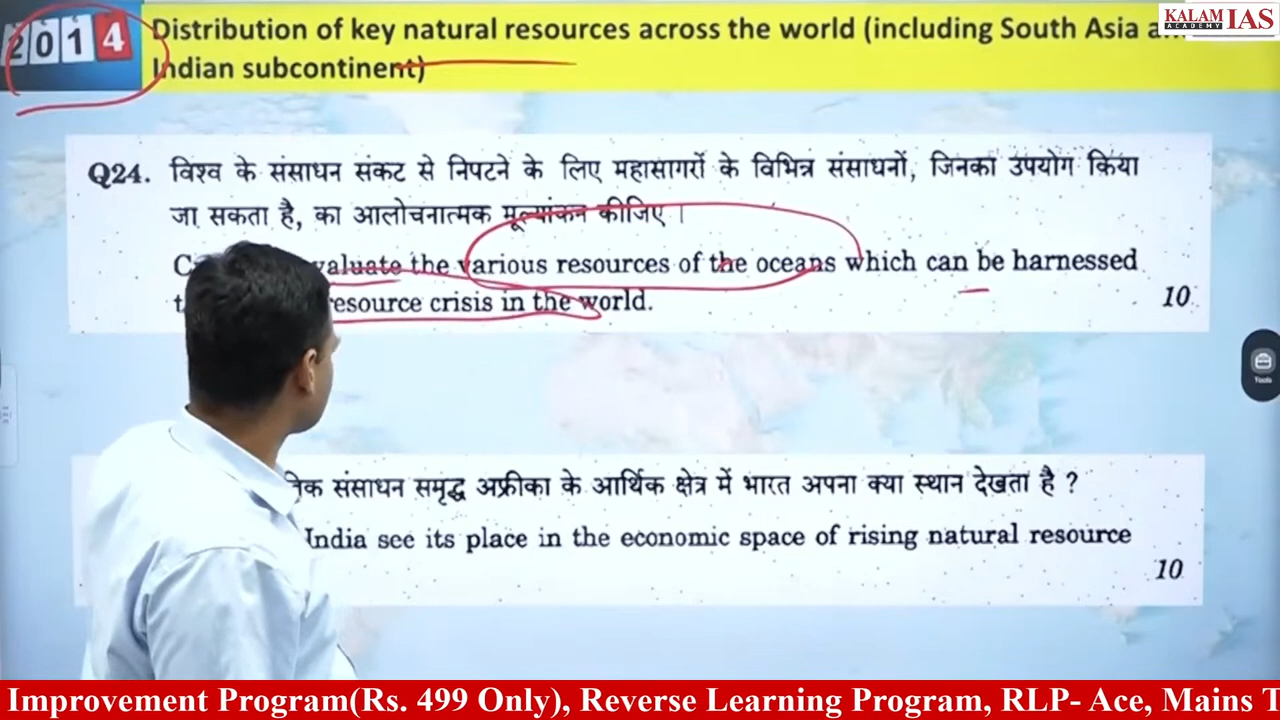 2014
Distribution of key natural resources across the world (including South Asia
Indian subcontinent)
KALAM IAS
ACADEMY
Q24. विश्व के संसाधन संकट से निपटने के लिए महासागरों के विभिन्न संसाधनों, जिनका उपयोग किया
जा सकता है, का आलोचनात्मक मूल्यांकन कीजिए ।
the various resources of the oceans which can be harnessed
crisis in the world. 10
Tools
संसाधन समृद्ध अफ्रीका के आर्थिक क्षेत्र में भारत अपना क्या स्थान देखता है ?
India see its place in the economic space of rising natural resource
10
Improvement Program(Rs. 499 Only), Reverse Learning Program, RLP- Ace, Mains